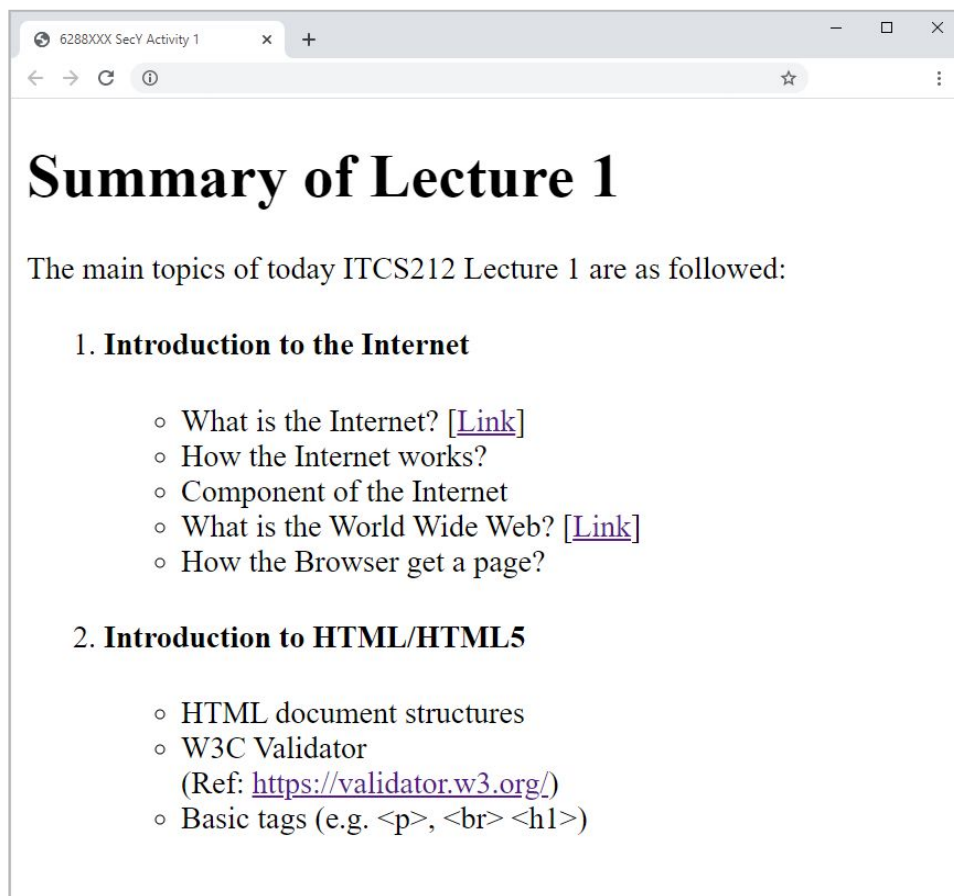 6288XXX SecY Activity 1
Summary of Lecture 1
The main topics of today ITCS212 Lecture 1 are as followed:
1. Introduction to the Internet
What is the Internet? [Link]
How the Internet works?
Component of the Internet
What is the World Wide Web? [Link]
How the Browser get a page?
2. Introduction to HTML/HTML5
HTML document structures
W3C Validator
(Ref: https://validator.w3.org/)
Basic tags (e.g. <p>, <br> <h1>)